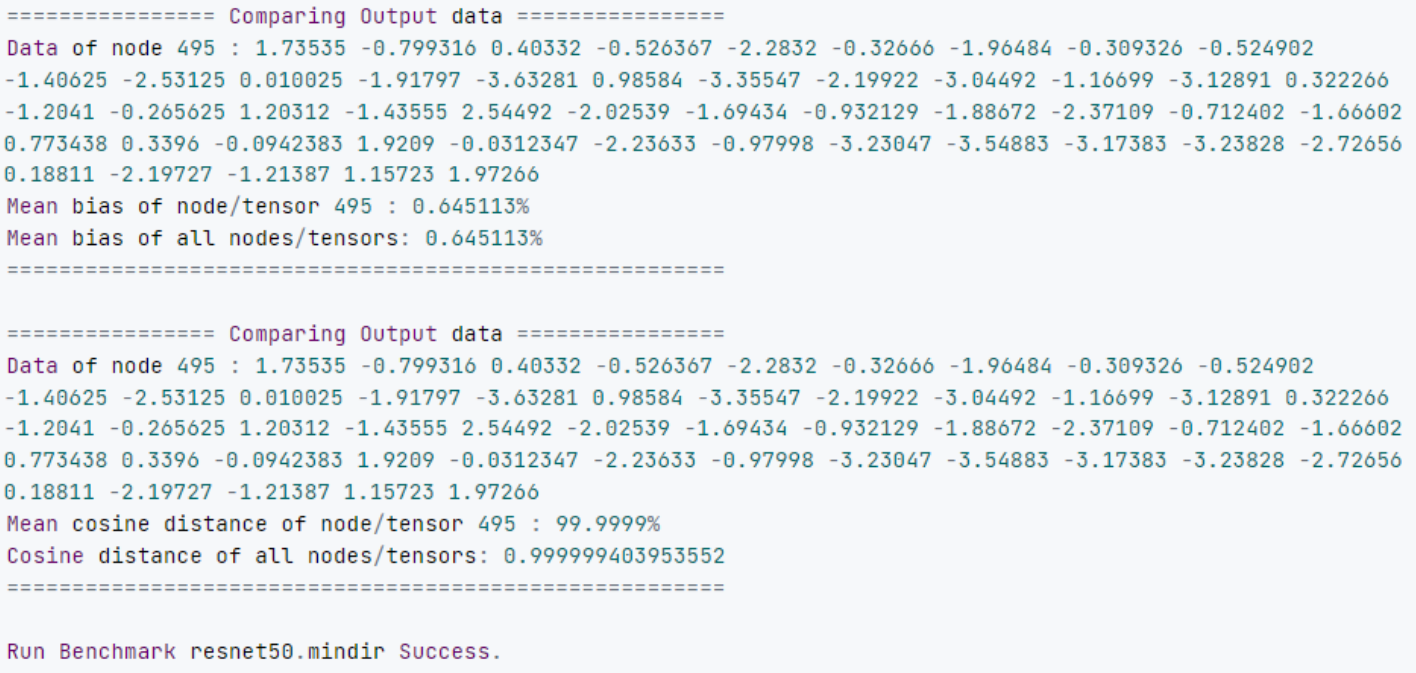 ================ Comparing Output data ================
Data of node 495 : 1.73535 -0.799316 0.40332 -0.526367 -2.2832 -0.32666 -1.96484 -0.309326 -0.524902
-1.40625 -2.53125 0.010025 -1.91797 -3.63281 0.98584 -3.35547 -2.19922 -3.04492 -1.16699 -3.12891 0.322266
-1.2041 -0.265625 1.20312 -1.43555 2.54492 -2.02539 -1.69434 -0.932129 -1.88672 -2.37109 -0.712402 -1.66602
0.773438 0.3396 -0.0942383 1.9209 -0.0312347 -2.23633 -0.97998 -3.23047 -3.54883 -3.17383 -3.23828 -2.72656
0.18811 -2.19727 -1.21387 1.15723 1.97266
Mean bias of node/tensor 495 : 0.645113%
Mean bias of all nodes/tensors: 0.645113%
=======================================================
================ Comparing Output data ================
Data of node 495 : 1.73535 -0.799316 0.40332 -0.526367 -2.2832 -0.32666 -1.96484 -0.309326 -0.524902
-1.40625 -2.53125 0.010025 -1.91797 -3.63281 0.98584 -3.35547 -2.19922 -3.04492 -1.16699 -3.12891 0.322266
-1.2041 -0.265625 1.20312 -1.43555 2.54492 -2.02539 -1.69434 -0.932129 -1.88672 -2.37109 -0.712402 -1.66602
0.773438 0.3396 -0.0942383 1.9209 -0.0312347 -2.23633 -0.97998 -3.23047 -3.54883 -3.17383 -3.23828 -2.72656
0.18811 -2.19727 -1.21387 1.15723 1.97266
Mean cosine distance of node/tensor 495 : 99.9999%
Cosine distance of all nodes/tensors: 0.999999403953552
=======================================================
Run Benchmark resnet50.mindir Success.